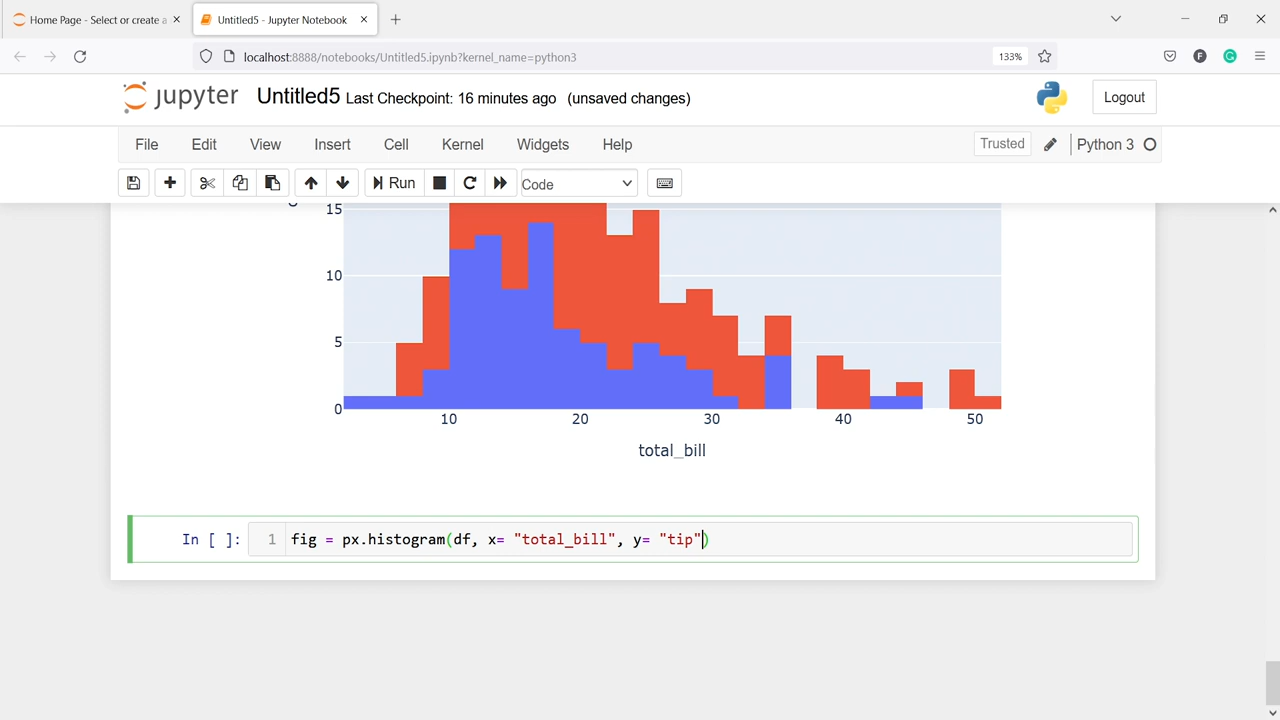 Home Page - Select or create a
Untitled5 - Jupyter Notebook
localhost:8888/notebooks/Untitled5.ipynb?kernel_name=python3
133%
F
G
jupyter Untitled5 Last Checkpoint: 16 minutes ago (unsaved changes)
Logout
File Edit View Insert Cell Kernel Widgets Help
Trusted
Python 3
Run
Code
15
10
5
0
10 20 30 40 50
total_bill
In [ ]: 1 fig = px.histogram(df, x= "total_bill", y= "tip")